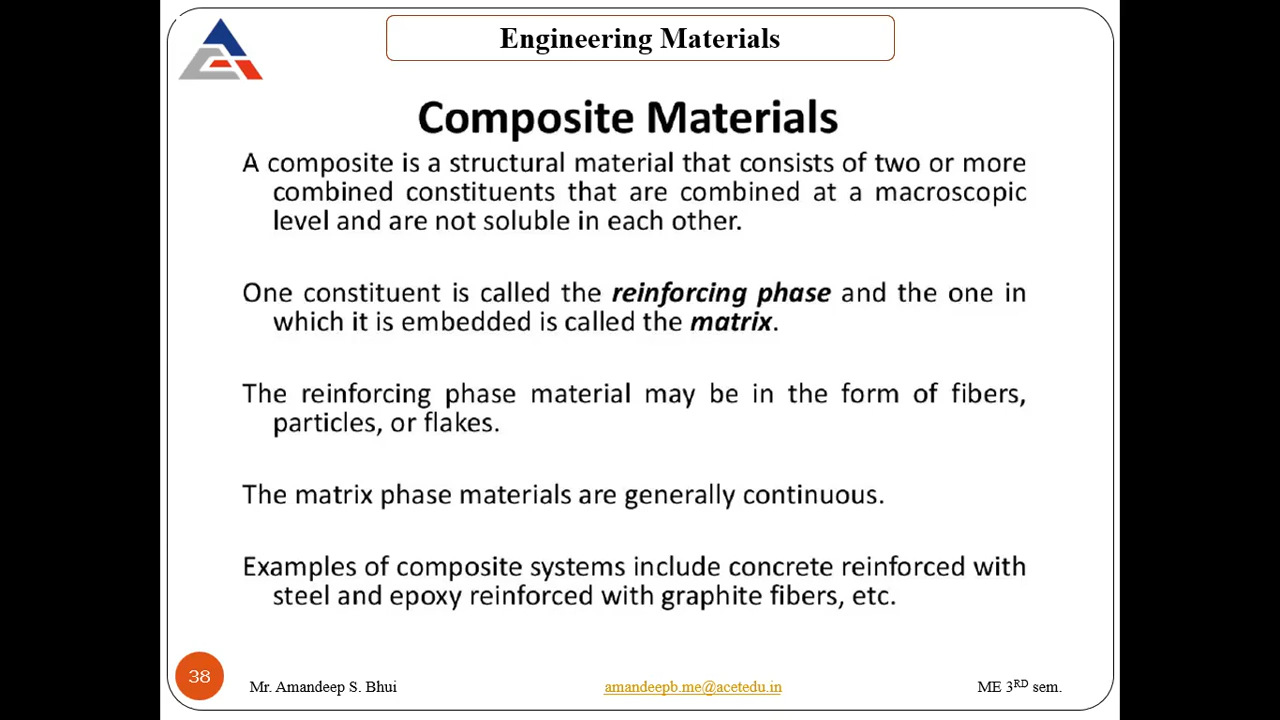 Engineering Materials
Composite Materials
A composite is a structural material that consists of two or more
combined constituents that are combined at a macroscopic
level and are not soluble in each other.
One constituent is called the reinforcing phase and the one in
which it is embedded is called the matrix.
The reinforcing phase material may be in the form of fibers,
particles, or flakes.
The matrix phase materials are generally continuous.
Examples of composite systems include concrete reinforced with
steel and epoxy reinforced with graphite fibers, etc.
38
Mr. Amandeep S. Bhui
amandeepb.me@acetedu.in
ME 3RD sem.